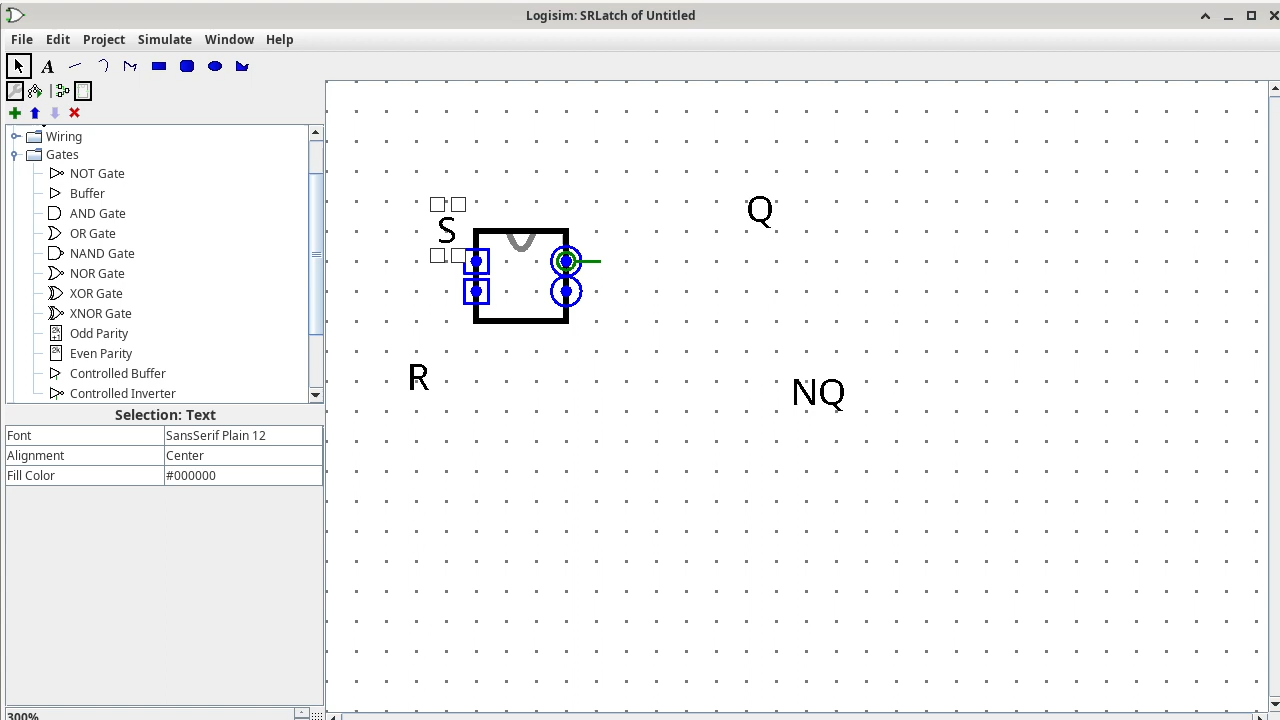 Logisim: SRLatch of Untitled
File Edit Project Simulate Window Help
Wiring
Gates
NOT Gate
Buffer
AND Gate
OR Gate
NAND Gate
NOR Gate
XOR Gate
XNOR Gate
Odd Parity
Even Parity
Controlled Buffer
Controlled Inverter
Selection: Text
Font SansSerif Plain 12
Alignment Center
Fill Color #000000
300%
Q
S
R
NQ